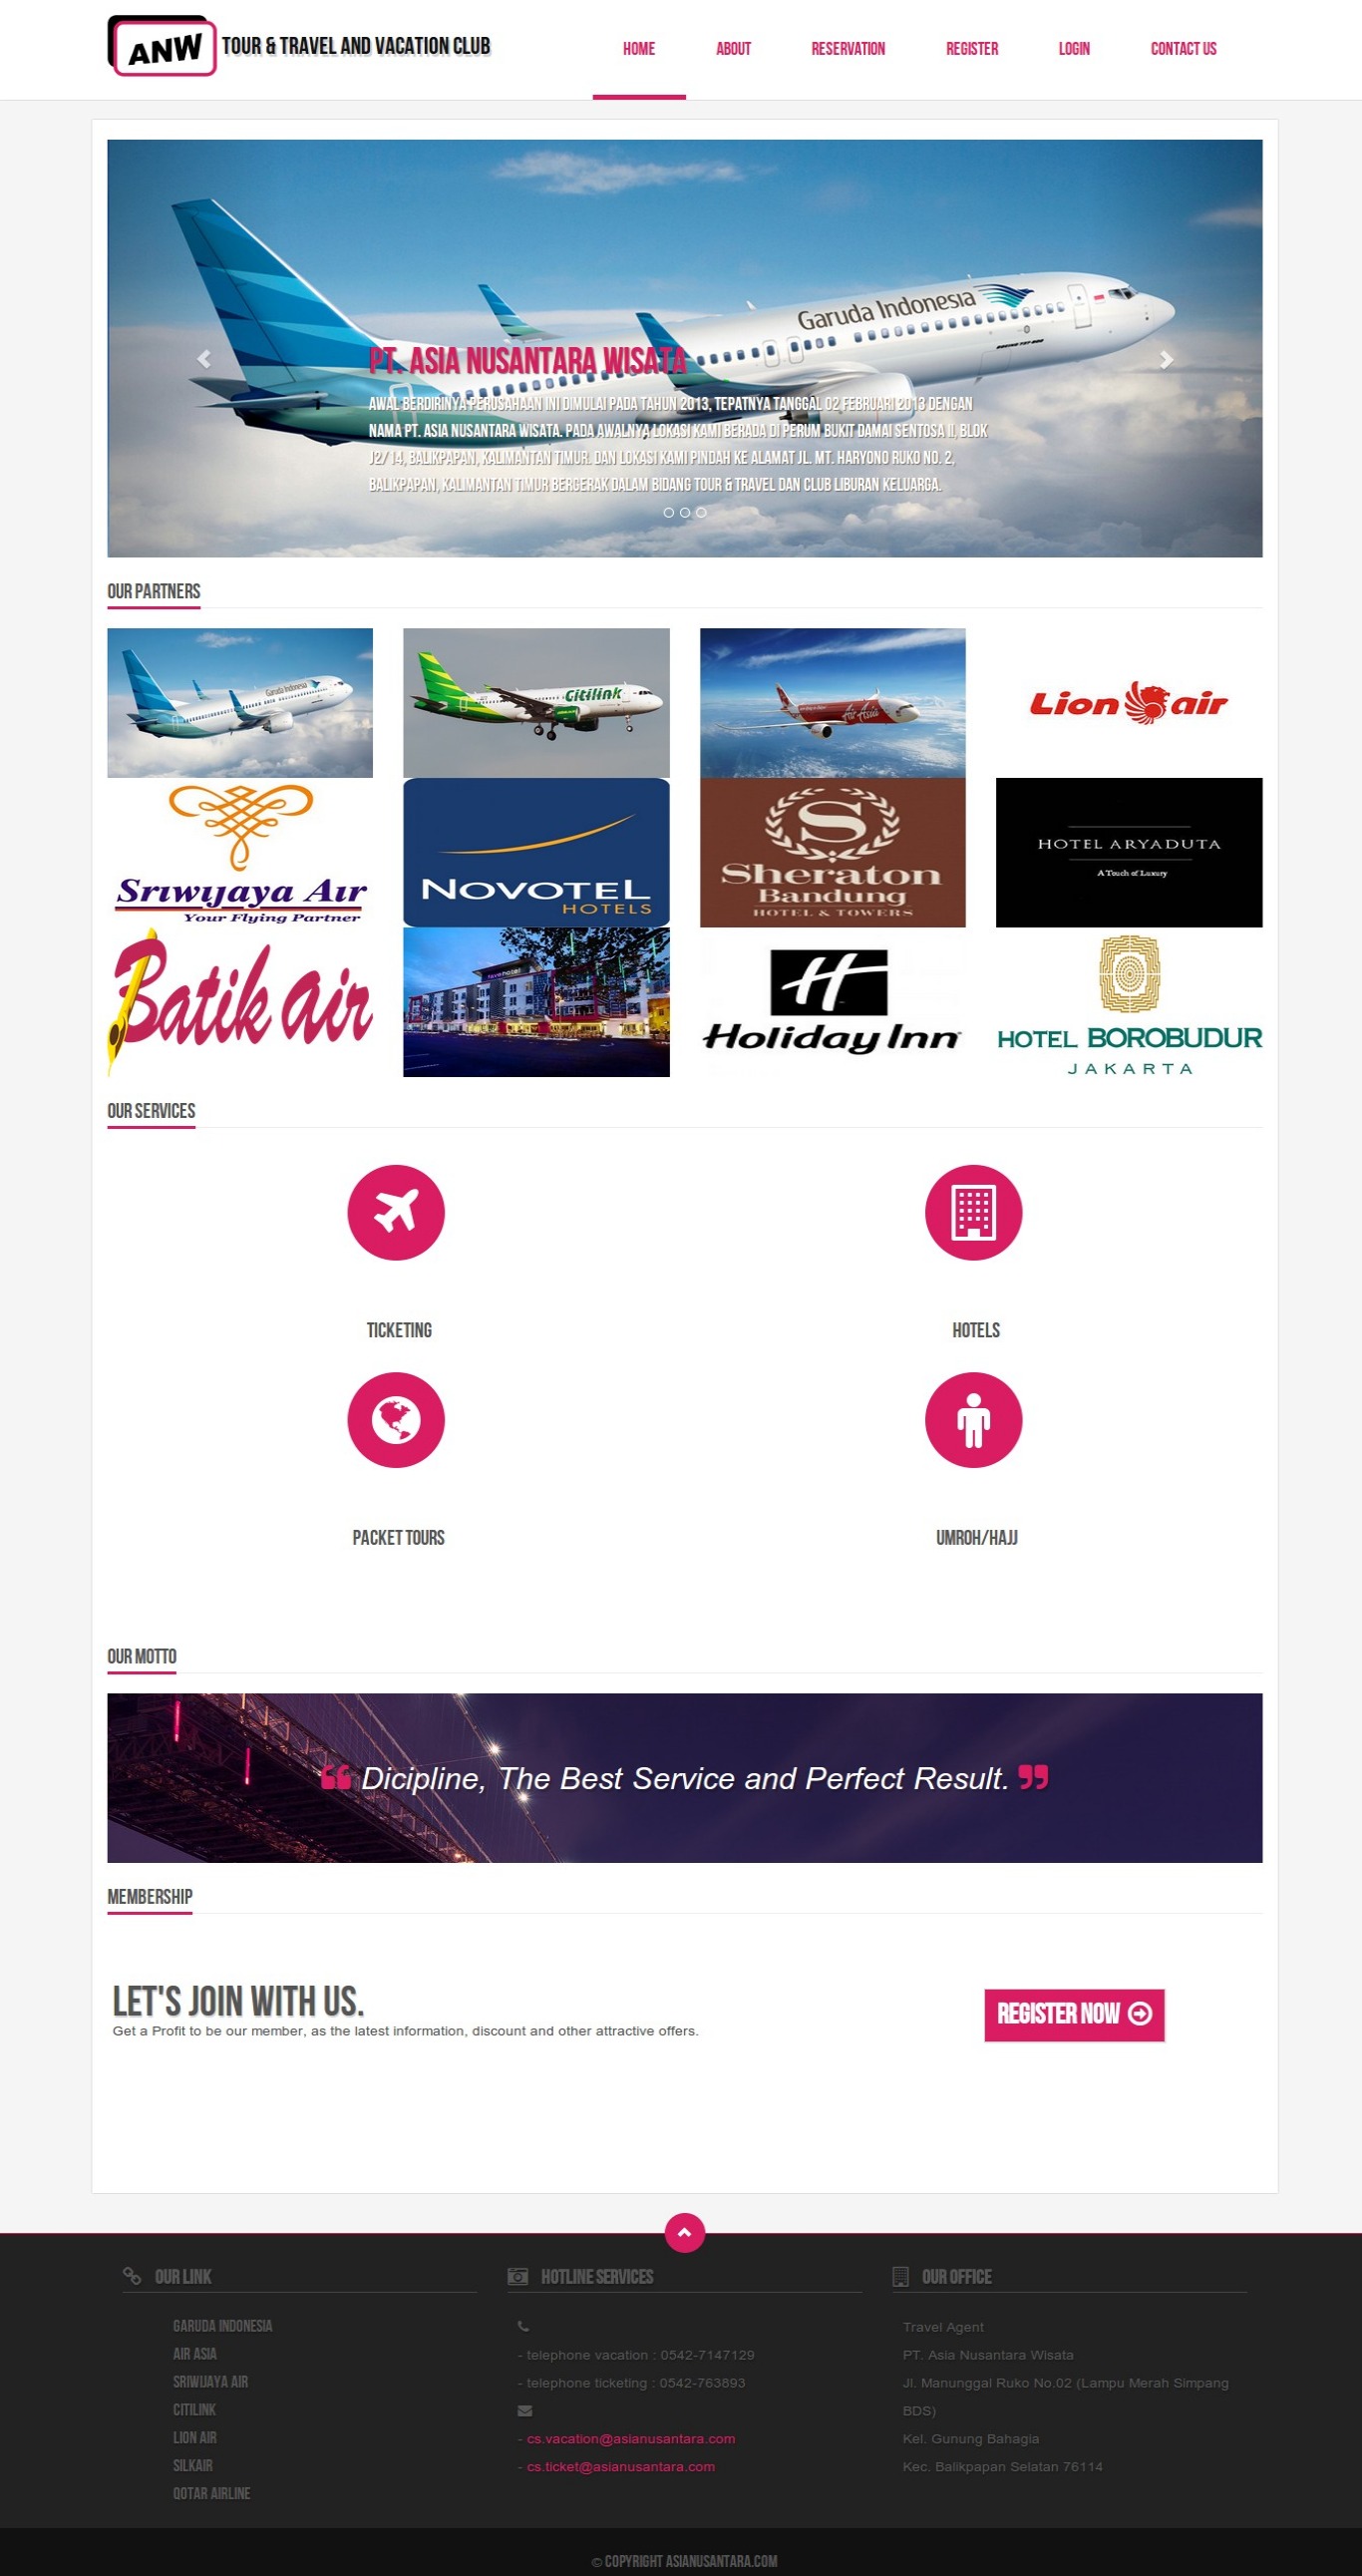 ANW TOUR & TRAVEL AND VACATION CLUB
HOME ABOUT RESERVATION REGISTER LOGIN CONTACT US
Garuda Indonesia
PT. ASIA NUSANTARA WISATA
AWAL BERDIRINYA PERUSAHAAN INI DIMULAI PADA TAHUN 2013, TEPATNYA TANGGAL 02 FEBRUARI 2013 DENGAN
NAMA PT. ASIA NUSANTARA WISATA. PADA AWALNYA LOKASI KAMI BERADA DI PERUM BUKIT DAMAI SENTOSA II, BLOK
J2/ 14, BALIKPAPAN, KALIMANTAN TIMUR. DAN LOKASI KAMI PINDAH KE ALAMAT JL. MT. HARYONO RUKO NO. 2,
BALIKPAPAN, KALIMANTAN TIMUR BERGERAK DALAM BIDANG TOUR & TRAVEL DAN CLUB LIBURAN KELUARGA.
OUR PARTNERS
Garuda Indonesia
Citilink
Air Asia
Lion air
Sriwijaya Air
Your Flying Partner
NOVOTEL
HOTELS
S
Sheraton
Bandung
HOTEL & TOWERS
HOTEL ARYADUTA
A Touch of Luxury
Batik air
favehotel
H
Holiday Inn
HOTEL BOROBUDUR
JAKARTA
OUR SERVICES
TICKETING
HOTELS
PACKET TOURS
UMROH/HAJJ
OUR MOTTO
❝ Dicipline, The Best Service and Perfect Result. ❞
MEMBERSHIP
LET'S JOIN WITH US.
Get a Profit to be our member, as the latest information, discount and other attractive offers.
REGISTER NOW
OUR LINK
GARUDA INDONESIA
AIR ASIA
SRIWIJAYA AIR
CITILINK
LION AIR
SILKAIR
QOTAR AIRLINE
HOTLINE SERVICES
- telephone vacation : 0542-7147129
- telephone ticketing : 0542-763893
- cs.vacation@asianusantara.com
- cs.ticket@asianusantara.com
OUR OFFICE
Travel Agent
PT. Asia Nusantara Wisata
Jl. Manunggal Ruko No.02 (Lampu Merah Simpang
BDS)
Kel. Gunung Bahagia
Kec. Balikpapan Selatan 76114
© COPYRIGHT ASIANUSANTARA.COM